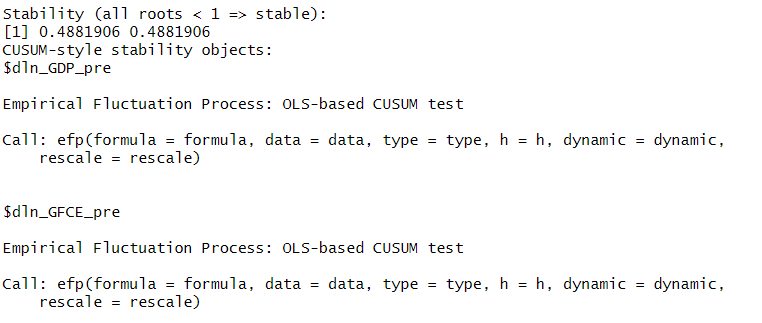 Stability (all roots < 1 => stable):
[1] 0.4881906 0.4881906
CUSUM-style stability objects:
$dln_GDP_pre
Empirical Fluctuation Process: OLS-based CUSUM test
Call: efp(formula = formula, data = data, type = type, h = h, dynamic = dynamic,
    rescale = rescale)
$dln_GFCE_pre
Empirical Fluctuation Process: OLS-based CUSUM test
Call: efp(formula = formula, data = data, type = type, h = h, dynamic = dynamic,
    rescale = rescale)